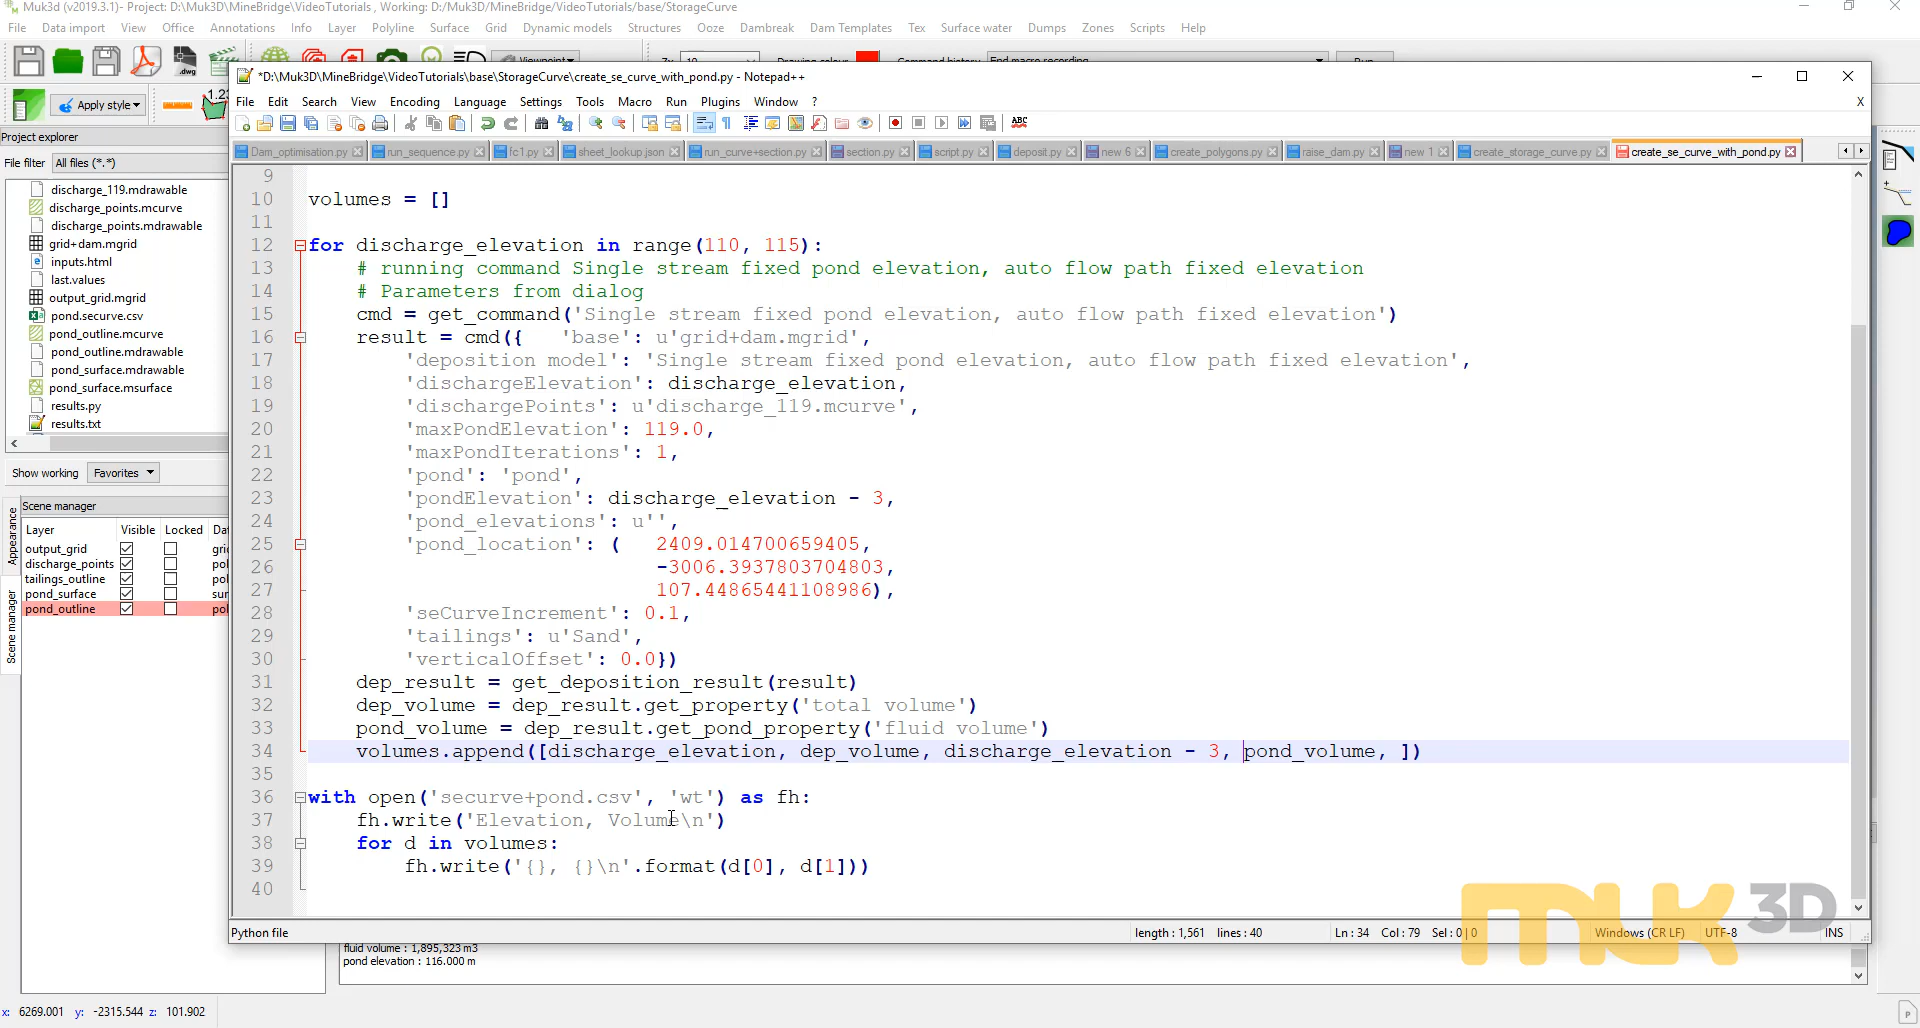 Muk3d (v2019.3.1)- Project: D:\Muk3D\MineBridge\VideoTutorials , Working: D:/Muk3D/MineBridge/VideoTutorials/base/StorageCurve
File Data import View Office Annotations Info Layer Polyline Surface Grid Dynamic models Structures Ooze Dambreak Dam Templates Tex Surface water Dumps Zones Scripts Help
*D:\Muk3D\MineBridge\VideoTutorials\base\StorageCurve\create_se_curve_with_pond.py - Notepad++
File Edit Search View Encoding Language Settings Tools Macro Run Plugins Window ? X
Apply style
Dam_optimisation.py run_sequence.py fc1.py sheet_lookup.json run_curve+section.py section.py script.py deposit.py new 6 create_polygons.py raise_dam.py new 1 create_storage_curve.py create_se_curve_with_pond.py
Project explorer
File filter All files (*.*)
discharge_119.mdrawable
discharge_points.mcurve
discharge_points.mdrawable
grid+dam.mgrid
inputs.html
last.values
output_grid.mgrid
pond.securve.csv
pond_outline.mcurve
pond_outline.mdrawable
pond_surface.mdrawable
pond_surface.msurface
results.py
results.txt
Show working Favorites
Scene manager
Appearance
Scene manager
Layer Visible Locked Da
output_grid gri
discharge_points pol
tailings_outline pol
pond_surface sur
pond_outline pol
9
10 volumes = []
11
12 for discharge_elevation in range(110, 115):
13 # running command Single stream fixed pond elevation, auto flow path fixed elevation
14 # Parameters from dialog
15 cmd = get_command('Single stream fixed pond elevation, auto flow path fixed elevation')
16 result = cmd({ 'base': u'grid+dam.mgrid',
17 'deposition model': 'Single stream fixed pond elevation, auto flow path fixed elevation',
18 'dischargeElevation': discharge_elevation,
19 'dischargePoints': u'discharge_119.mcurve',
20 'maxPondElevation': 119.0,
21 'maxPondIterations': 1,
22 'pond': 'pond',
23 'pondElevation': discharge_elevation - 3,
24 'pond_elevations': u'',
25 'pond_location': ( 2409.014700659405,
26 -3006.3937803704803,
27 107.44865441108986),
28 'seCurveIncrement': 0.1,
29 'tailings': u'Sand',
30 'verticalOffset': 0.0})
31 dep_result = get_deposition_result(result)
32 dep_volume = dep_result.get_property('total volume')
33 pond_volume = dep_result.get_pond_property('fluid volume')
34 volumes.append([discharge_elevation, dep_volume, discharge_elevation - 3, pond_volume, ])
35
36 with open('securve+pond.csv', 'wt') as fh:
37 fh.write('Elevation, Volume\n')
38 for d in volumes:
39 fh.write('{}, {}\n'.format(d[0], d[1]))
40
MUK 3D
Python file length : 1,561 lines : 40 Ln : 34 Col : 79 Sel : 0 | 0 Windows (CR LF) UTF-8 INS
fluid volume : 1,895,323 m3
pond elevation : 116.000 m
x: 6269.001 y: -2315.544 z: 101.902